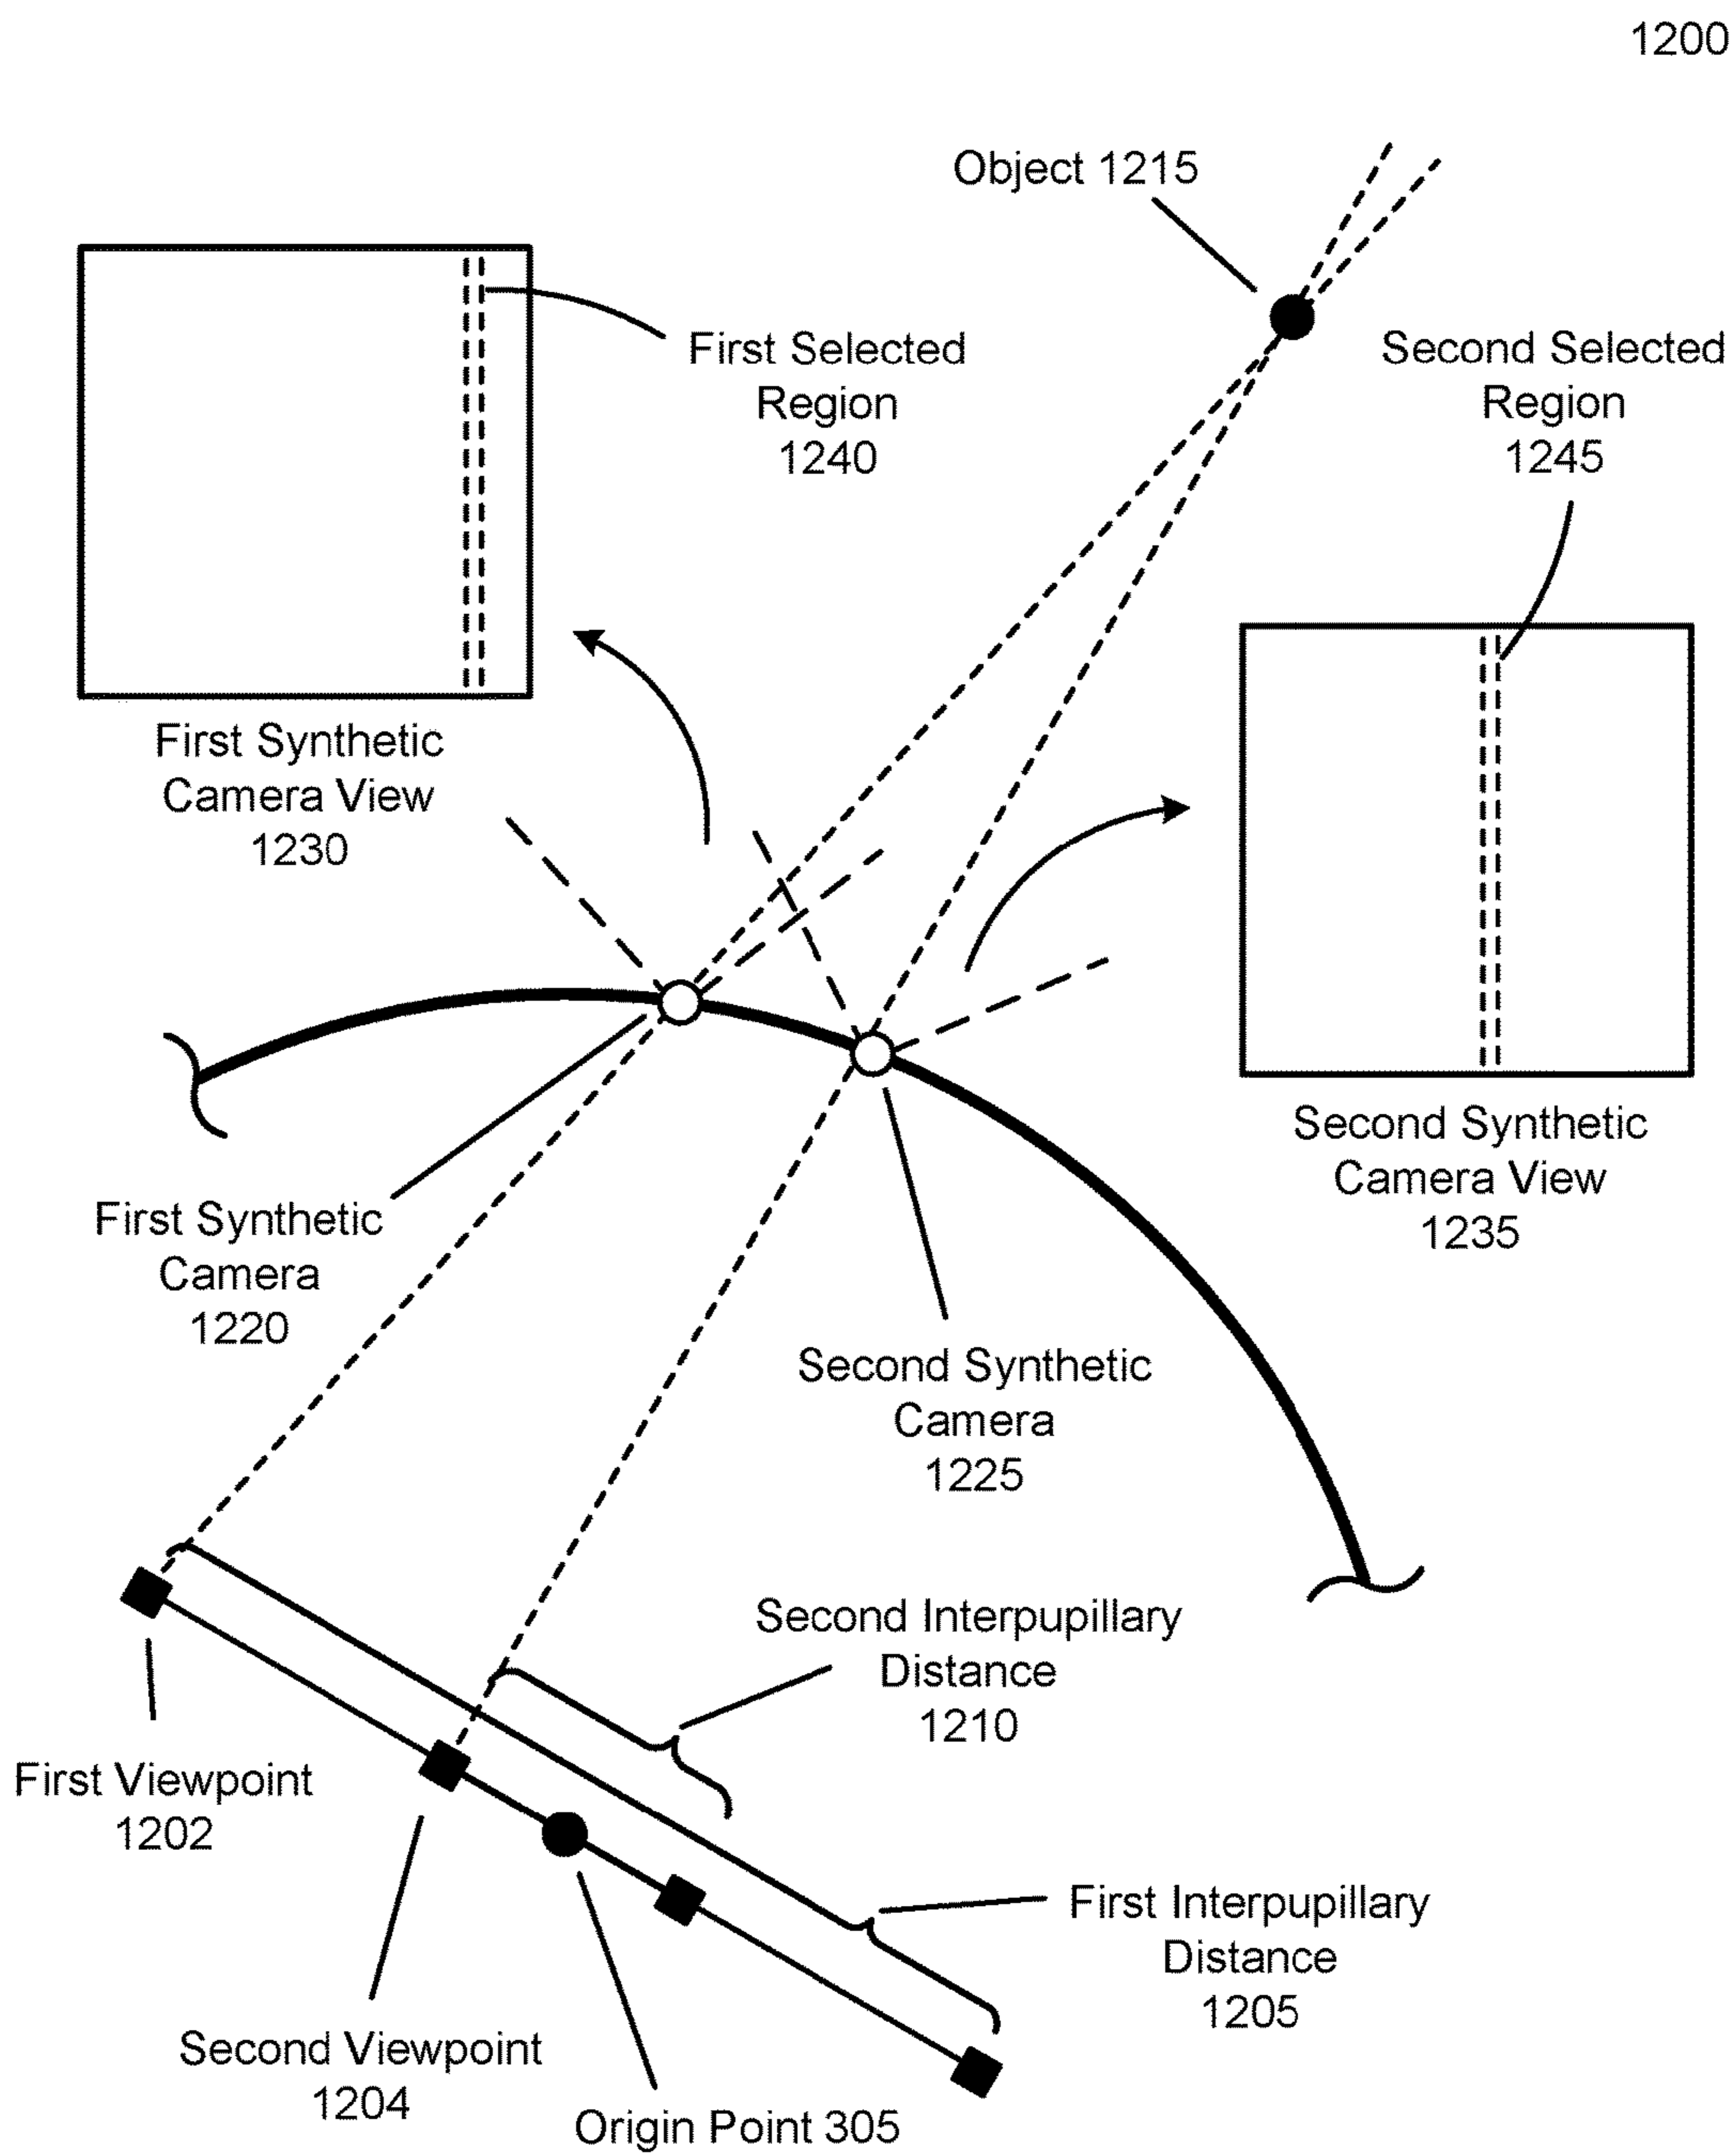 1200
Object 1215
First Selected
Region
1240
Second Selected
Region
1245
First Synthetic
Camera View
1230
Second Synthetic
Camera View
1235
First Synthetic
Camera
1220
Second Synthetic
Camera
1225
Second Interpupillary
Distance
1210
First Viewpoint
1202
First Interpupillary
Distance
1205
Second Viewpoint
1204
Origin Point 305